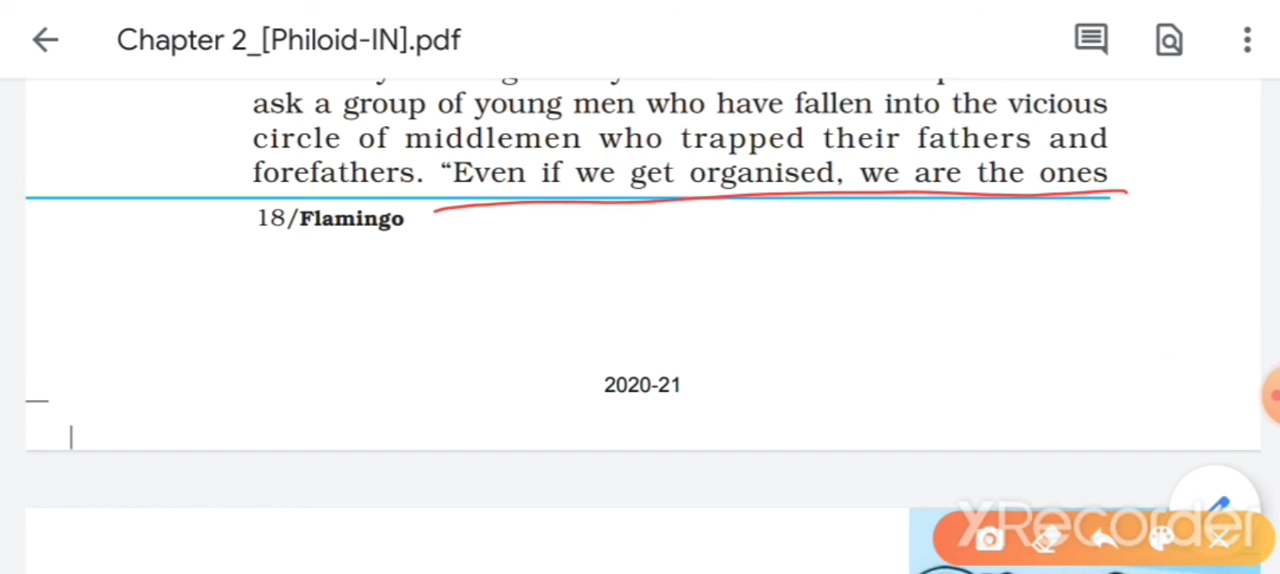 Chapter 2_[Philoid-IN].pdf
ask a group of young men who have fallen into the vicious
circle of middlemen who trapped their fathers and
forefathers. “Even if we get organised, we are the ones
18/Flamingo
2020-21
XRecorder